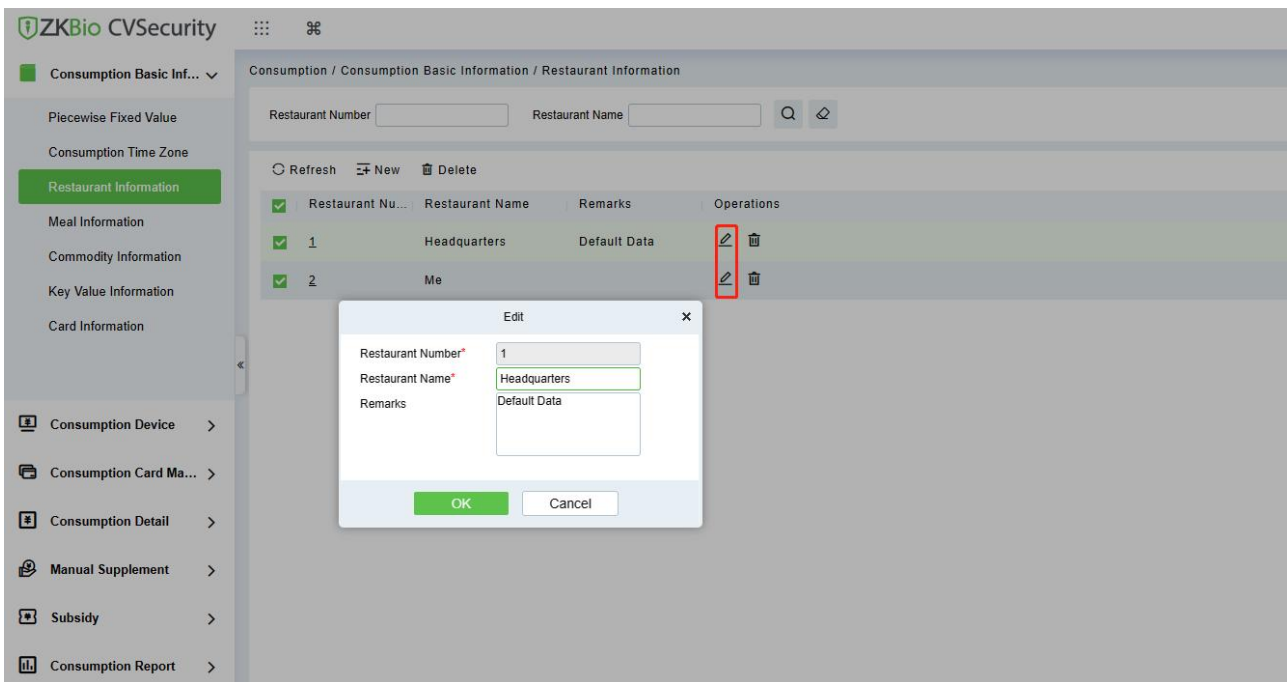 ZKBio CVSecurity
Consumption Basic Inf...
Consumption / Consumption Basic Information / Restaurant Information
Piecewise Fixed Value
Restaurant Number
Restaurant Name
Consumption Time Zone
Refresh New Delete
Restaurant Information
Restaurant Nu... Restaurant Name Remarks Operations
Meal Information
1 Headquarters Default Data
Commodity Information
2 Me
Key Value Information
Card Information
Edit
Restaurant Number* 1
Restaurant Name* Headquarters
Remarks Default Data
OK Cancel
Consumption Device
Consumption Card Ma...
Consumption Detail
Manual Supplement
Subsidy
Consumption Report